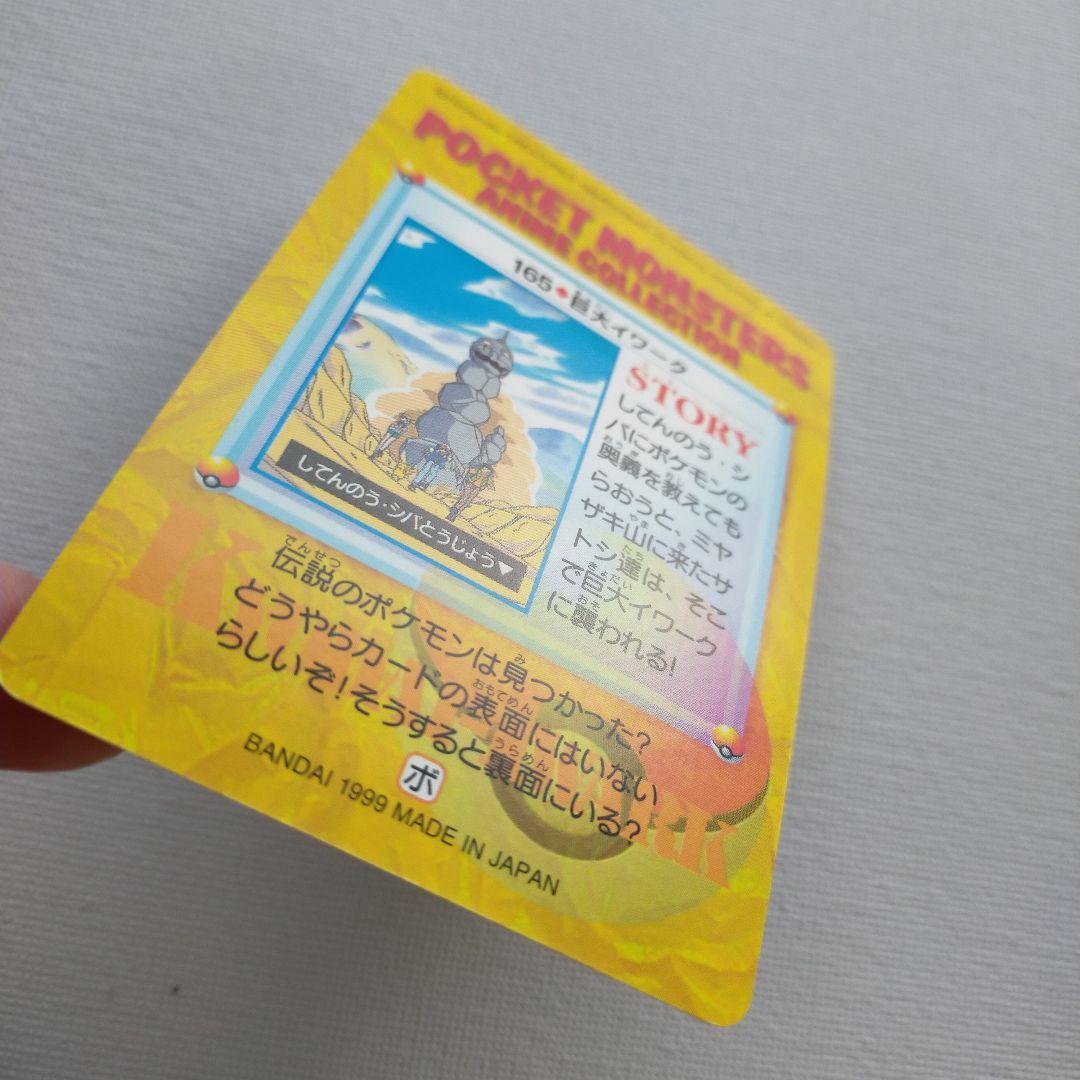 POCKET MONSTERS
ANIME COLLECTION
165◆巨大イワーク
STORY
してんのう・シ
バにポケモンの
奥義を教えても
らおうと、ミヤ
ザキ山に来たサ
トシ達は、そこ
で巨大イワーク
に襲われる!
してんのう・シバとうじょう▼
伝説のポケモンは見つかった?
どうやらカードの表面にはいない
らしいぞ!そうすると裏面にいる?
ボ
BANDAI 1999 MADE IN JAPAN